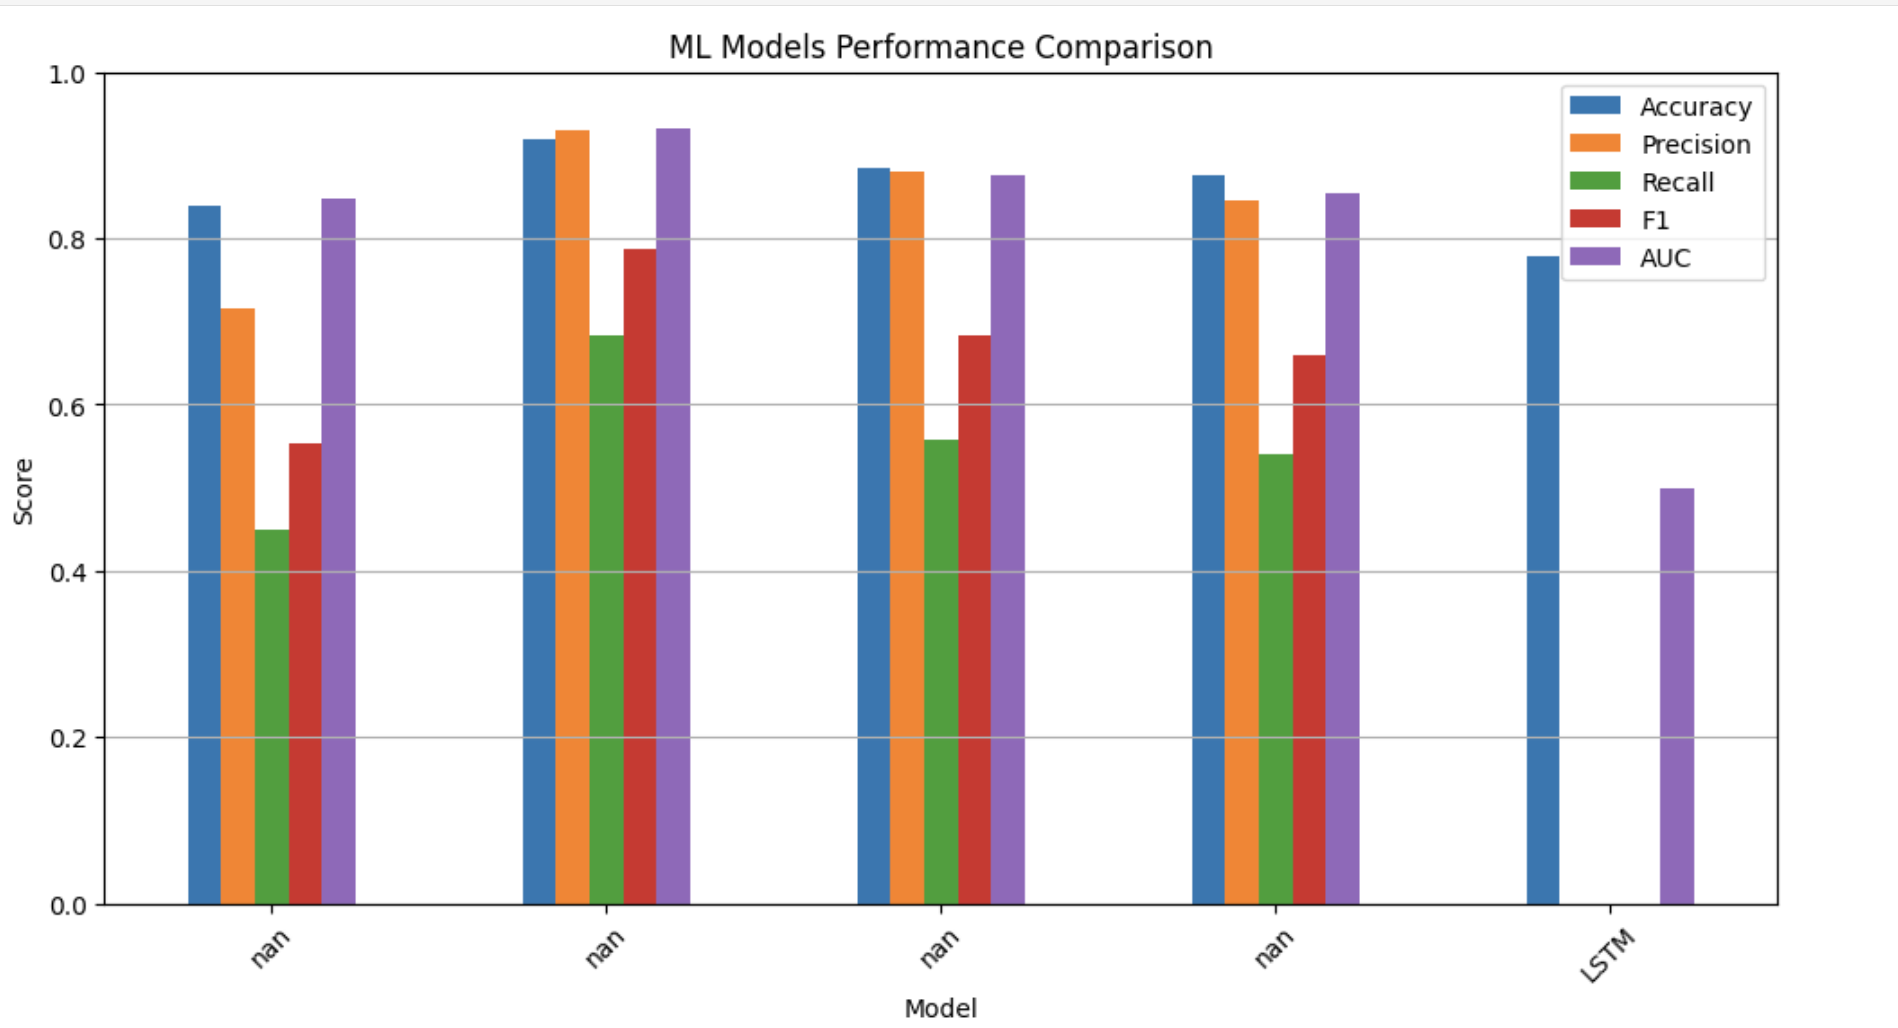 ML Models Performance Comparison
1.0
0.8
0.6
0.4
0.2
0.0
Score
Accuracy
Precision
Recall
F1
AUC
nan
nan
nan
nan
LSTM
Model